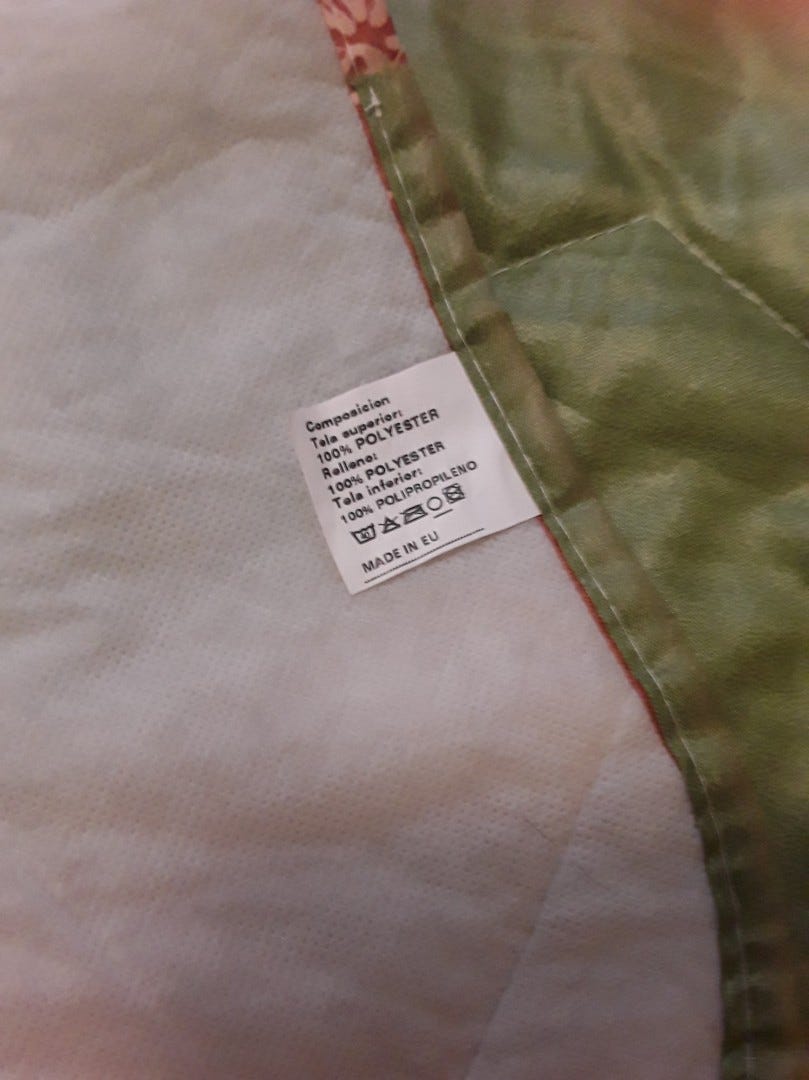 Composicion
Tela superior:
100% POLYESTER
Relleno:
100% POLYESTER
Tela inferior:
100% POLIPROPILENO
MADE IN EU